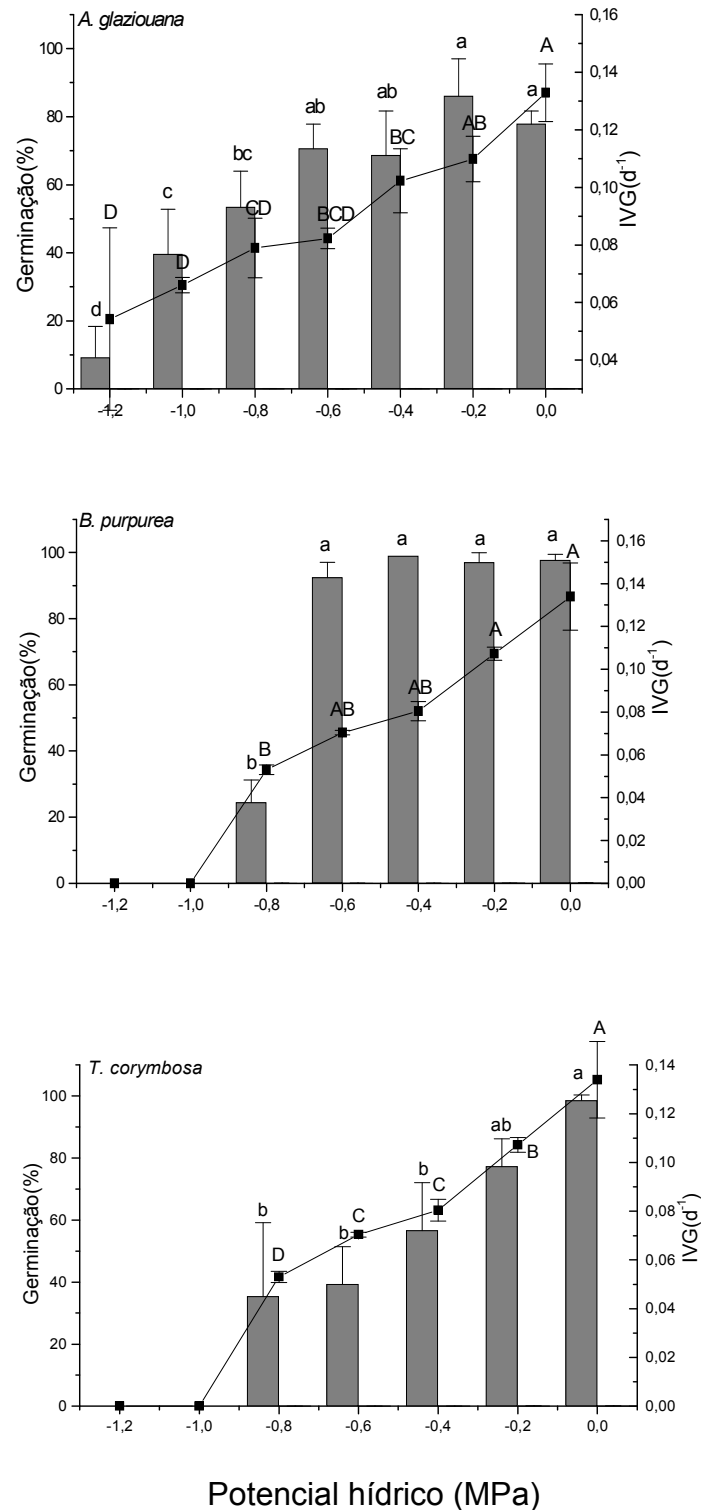 A. glaziouana
Germinação(%)
IVG(d⁻¹)
100
80
60
40
20
0
0,16
0,14
0,12
0,10
0,08
0,06
0,04
d
c
bc
ab
ab
a
a
D
D
CD
BCD
BC
AB
A
-1,2
-1,0
-0,8
-0,6
-0,4
-0,2
0,0
B. purpurea
Germinação(%)
IVG(d⁻¹)
100
80
60
40
20
0
0,16
0,14
0,12
0,10
0,08
0,06
0,04
0,02
0,00
b
a
a
a
a
B
AB
AB
A
A
-1,2
-1,0
-0,8
-0,6
-0,4
-0,2
0,0
T. corymbosa
Germinação(%)
IVG(d⁻¹)
100
80
60
40
20
0
0,14
0,12
0,10
0,08
0,06
0,04
0,02
0,00
b
b
b
ab
a
D
C
C
B
A
-1,2
-1,0
-0,8
-0,6
-0,4
-0,2
0,0
Potencial hídrico (MPa)